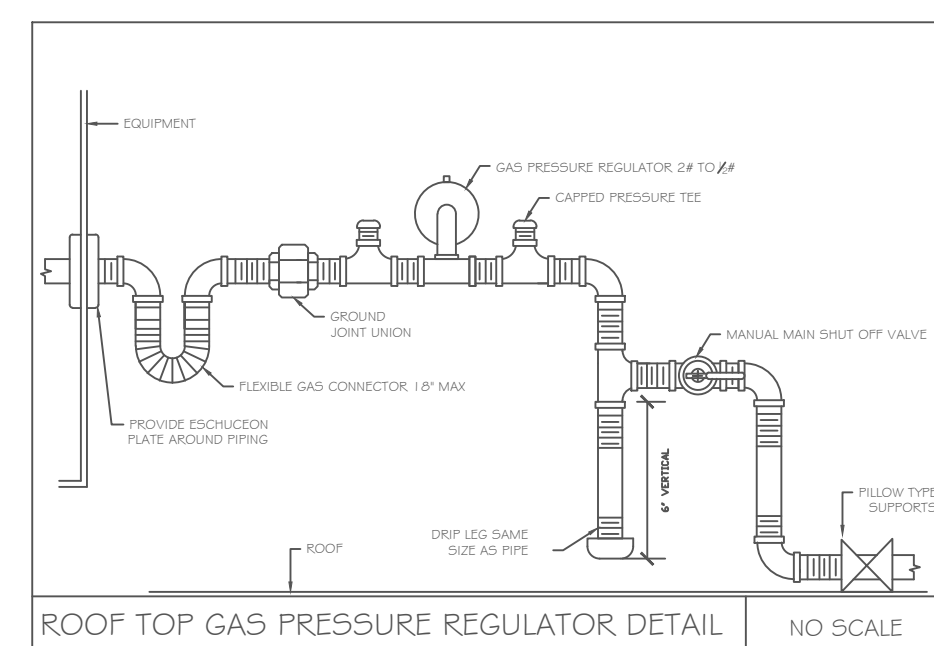 EQUIPMENT
GAS PRESSURE REGULATOR 2# TO ½#
CAPPED PRESSURE TEE
GROUND
JOINT UNION
MANUAL MAIN SHUT OFF VALVE
FLEXIBLE GAS CONNECTOR 18" MAX
PROVIDE ESCHUCEON
PLATE AROUND PIPING
6" VERTICAL
PILLOW TYPE
SUPPORTS
DRIP LEG SAME
SIZE AS PIPE
ROOF
ROOF TOP GAS PRESSURE REGULATOR DETAIL
NO SCALE